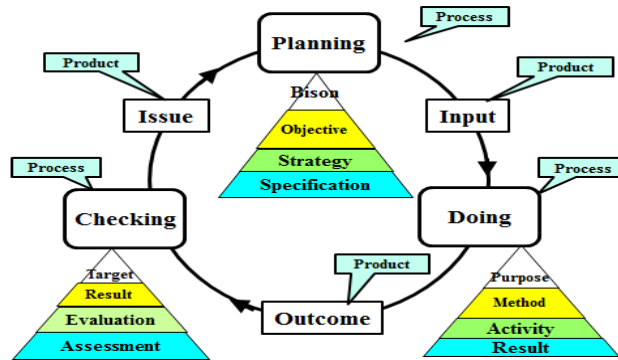 Process
Planning
Product
Product
Issue
Bison
Input
Objective
Strategy
Specification
Process
Process
Checking
Doing
Product
Target
Result
Evaluation
Assessment
Outcome
Purpose
Method
Activity
Result